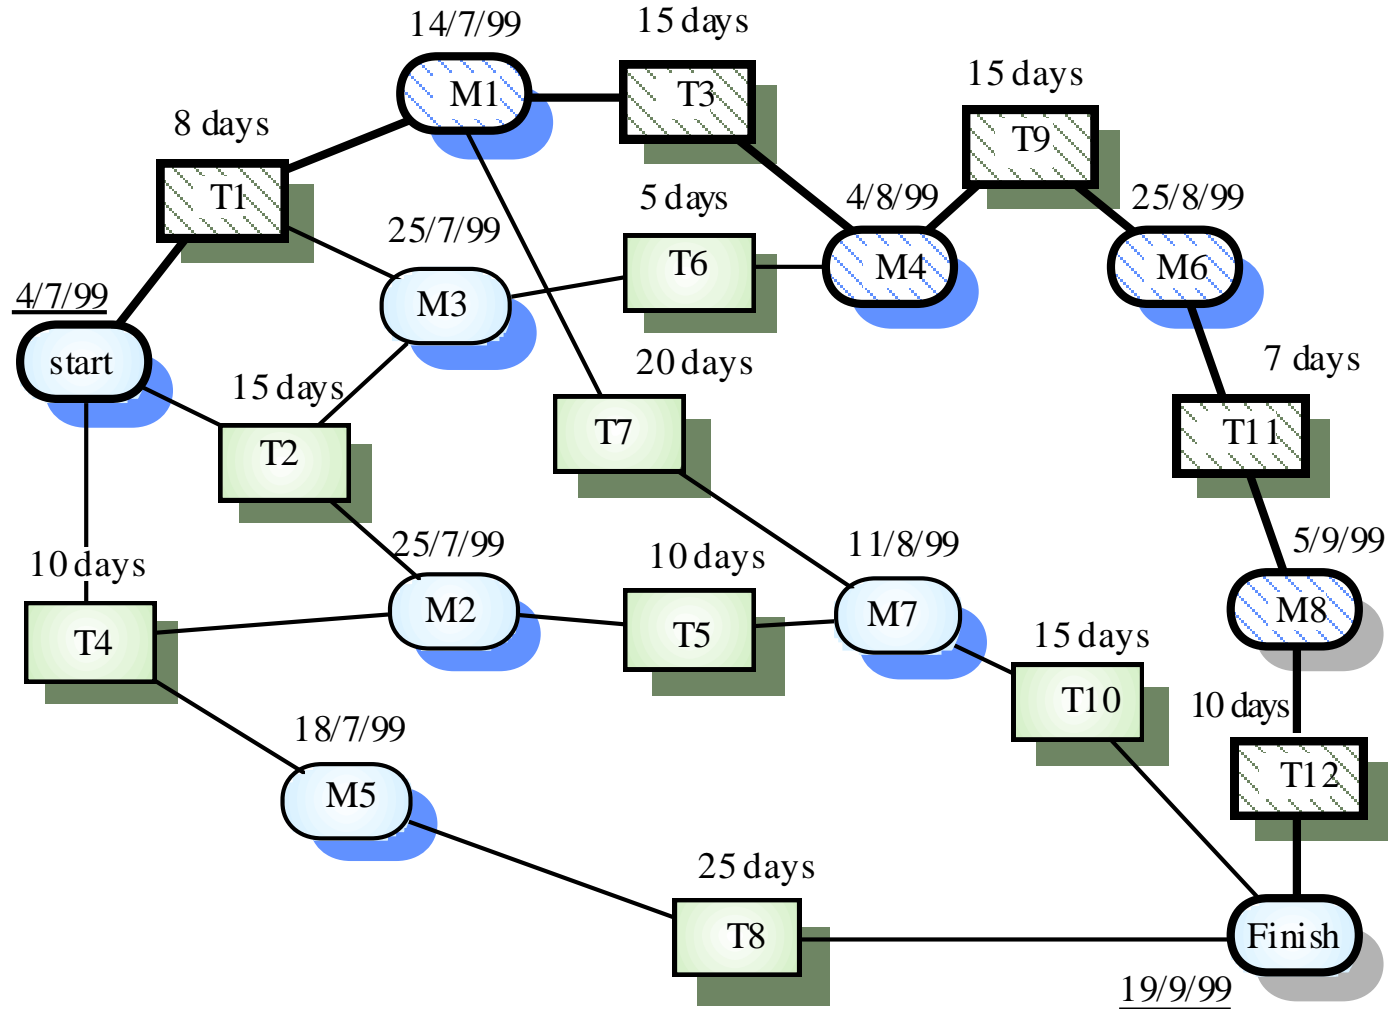 14/7/99
15 days
M1
T3
15 days
8 days
T9
T1
5 days
4/8/99
25/8/99
25/7/99
T6
M4
M6
4/7/99
M3
start
20 days
7 days
15 days
T7
T11
T2
25/7/99
10 days
11/8/99
5/9/99
10 days
M2
T5
M7
M8
T4
15 days
18/7/99
T10
10 days
M5
T12
25 days
T8
Finish
19/9/99